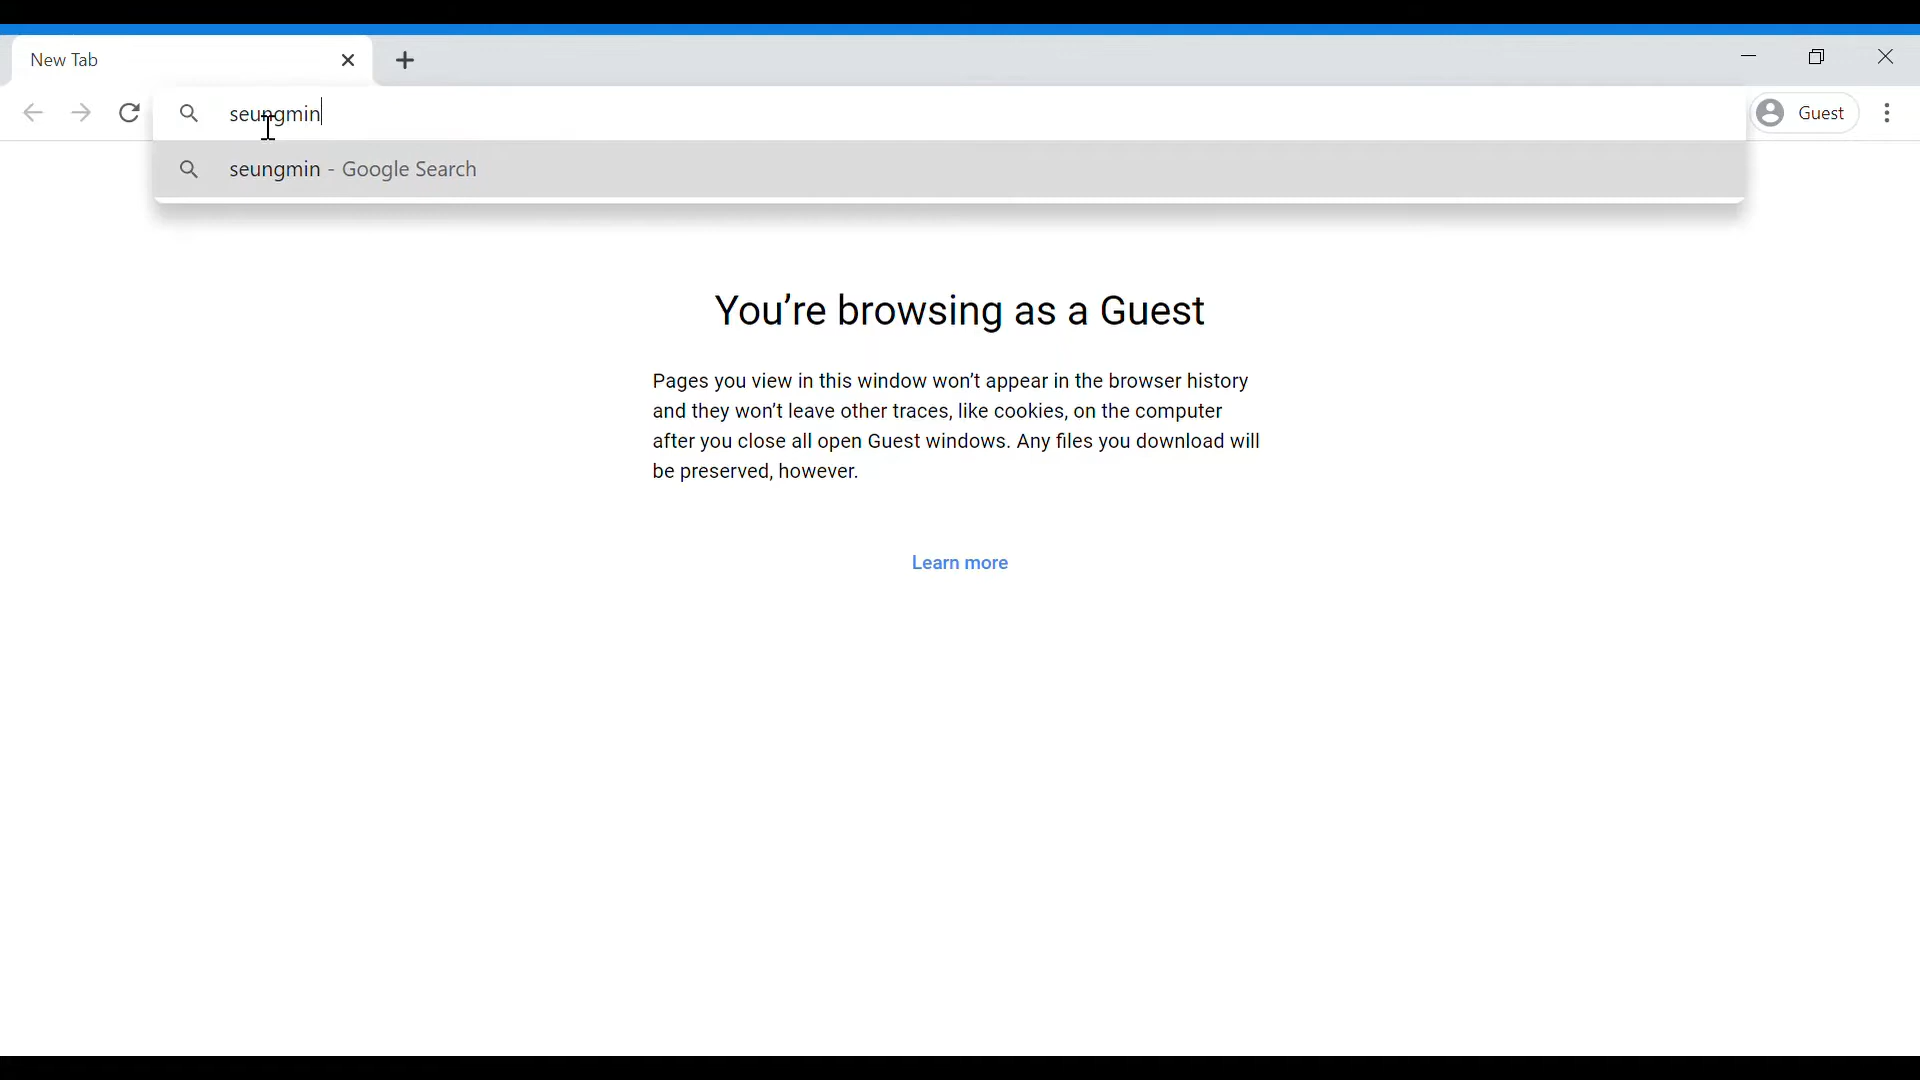 New Tab
seungmin
Guest
seungmin - Google Search
You're browsing as a Guest
Pages you view in this window won't appear in the browser history
and they won't leave other traces, like cookies, on the computer
after you close all open Guest windows. Any files you download will
be preserved, however.
Learn more